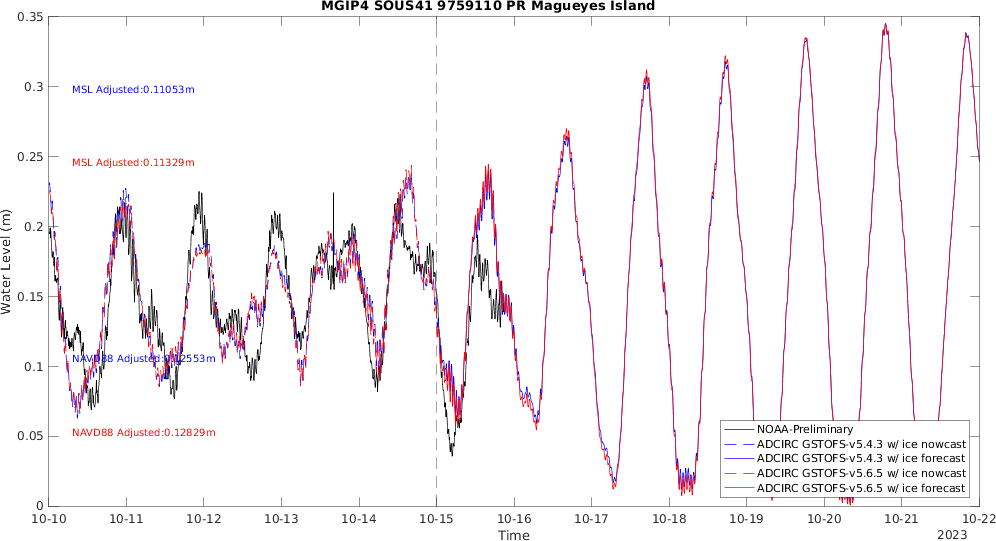 MGIP4 SOUS41 9759110 PR Magueyes Island
0.35
0.3
0.25
0.2
0.15
0.1
0.05
0
Water Level (m)
MSL Adjusted:0.11053m
MSL Adjusted:0.11329m
NAVD88 Adjusted:0.12553m
NAVD88 Adjusted:0.12829m
NOAA-Preliminary
ADCIRC GSTOFS-v5.4.3 w/ ice nowcast
ADCIRC GSTOFS-v5.4.3 w/ ice forecast
ADCIRC GSTOFS-v5.6.5 w/ ice nowcast
ADCIRC GSTOFS-v5.6.5 w/ ice forecast
10-10 10-11 10-12 10-13 10-14 10-15 10-16 10-17 10-18 10-19 10-20 10-21 10-22
Time
2023